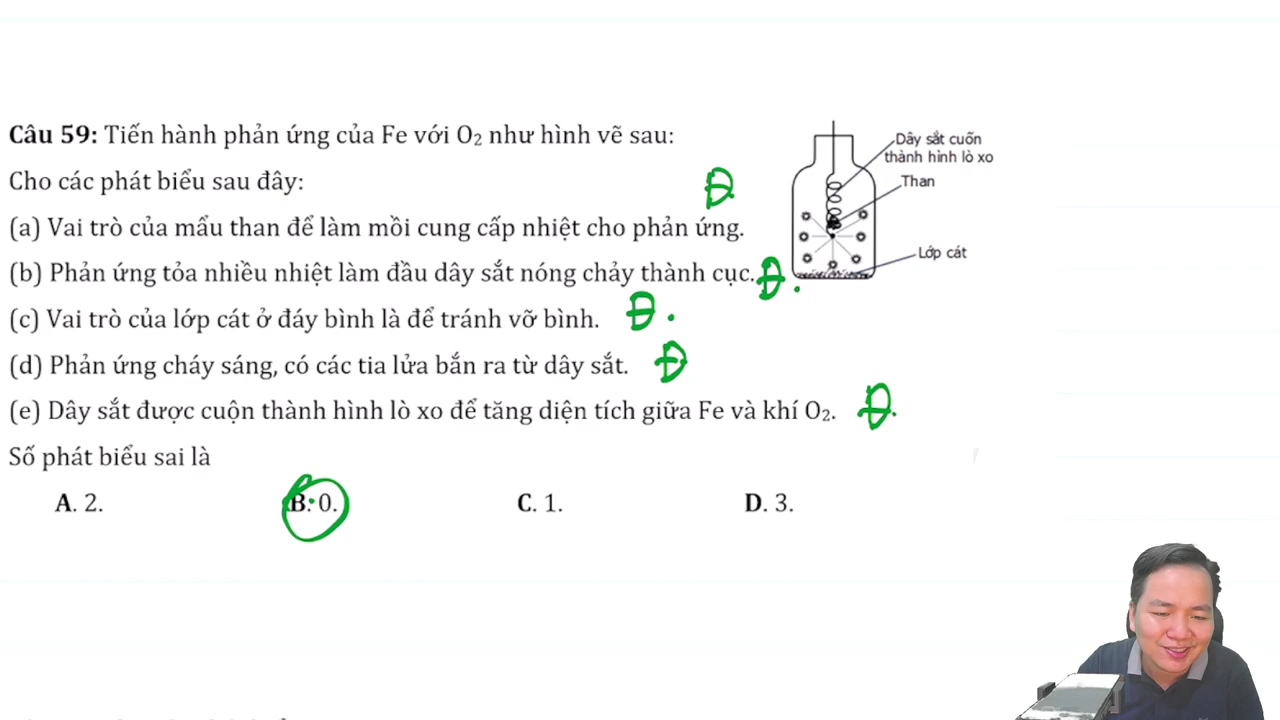 Câu 59: Tiến hành phản ứng của Fe với O₂ như hình vẽ sau:
Dây sắt cuốn
thành hình lò xo
Than
Lớp cát
Cho các phát biểu sau đây:
Đ
(a) Vai trò của mẩu than để làm mồi cung cấp nhiệt cho phản ứng.
(b) Phản ứng tỏa nhiều nhiệt làm đầu dây sắt nóng chảy thành cục. Đ.
(c) Vai trò của lớp cát ở đáy bình là để tránh vỡ bình. Đ.
(d) Phản ứng cháy sáng, có các tia lửa bắn ra từ dây sắt. Đ
(e) Dây sắt được cuộn thành hình lò xo để tăng diện tích giữa Fe và khí O₂. Đ.
Số phát biểu sai là
A. 2. B. 0. C. 1. D. 3.